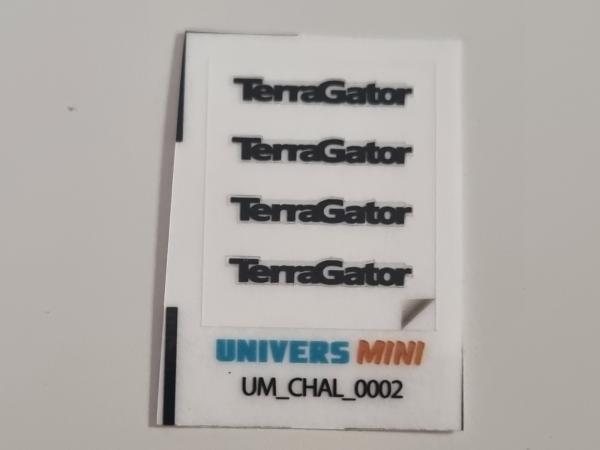 TerraGator
TerraGator
TerraGator
TerraGator
UNIVERS MINI
UM_CHAL_0002